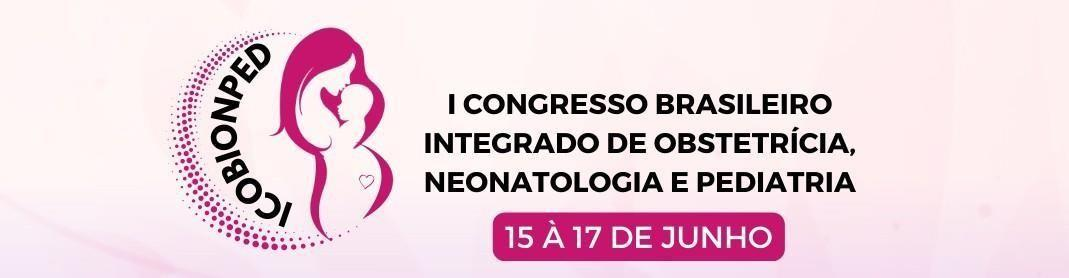 ICOBIONPED
I CONGRESSO BRASILEIRO
INTEGRADO DE OBSTETRÍCIA,
NEONATOLOGIA E PEDIATRIA
15 À 17 DE JUNHO